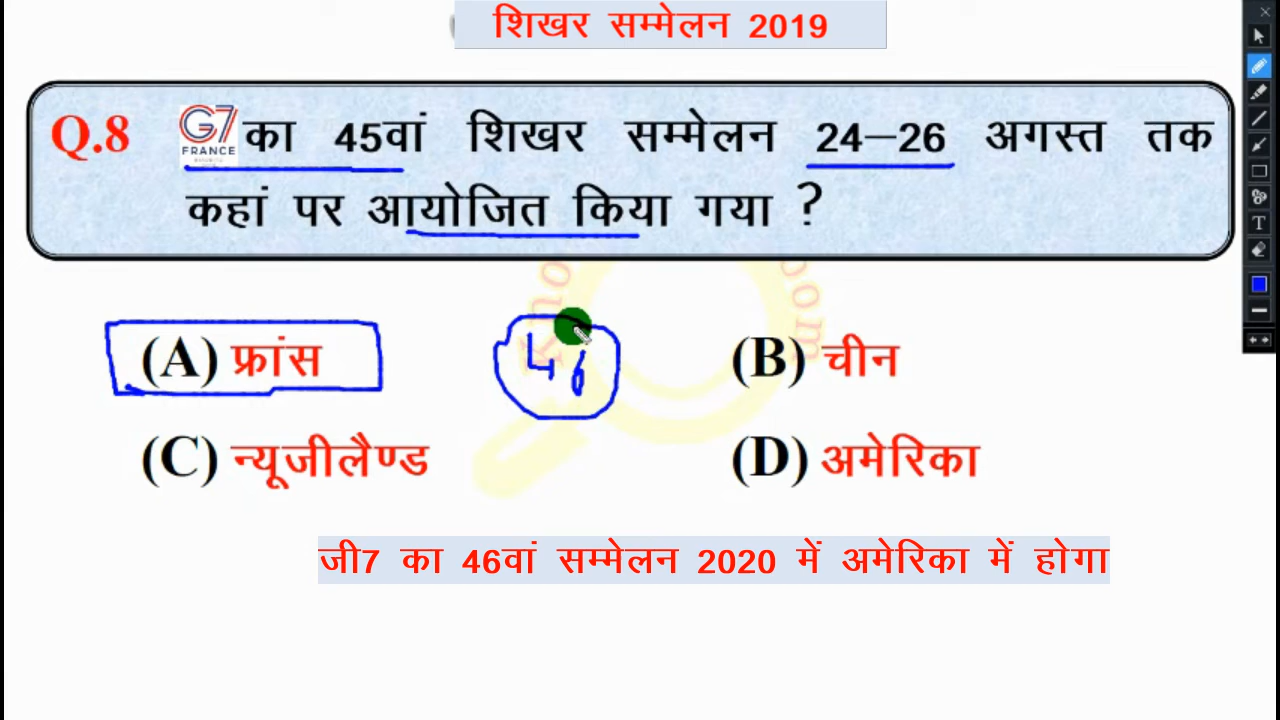 शिखर सम्मेलन 2019
Q.8 G7 का 45वां शिखर सम्मेलन 24–26 अगस्त तक
FRANCE
कहां पर आयोजित किया गया ?
(A) फ्रांस
46
(B) चीन
(C) न्यूजीलैण्ड
(D) अमेरिका
जी7 का 46वां सम्मेलन 2020 में अमेरिका में होगा